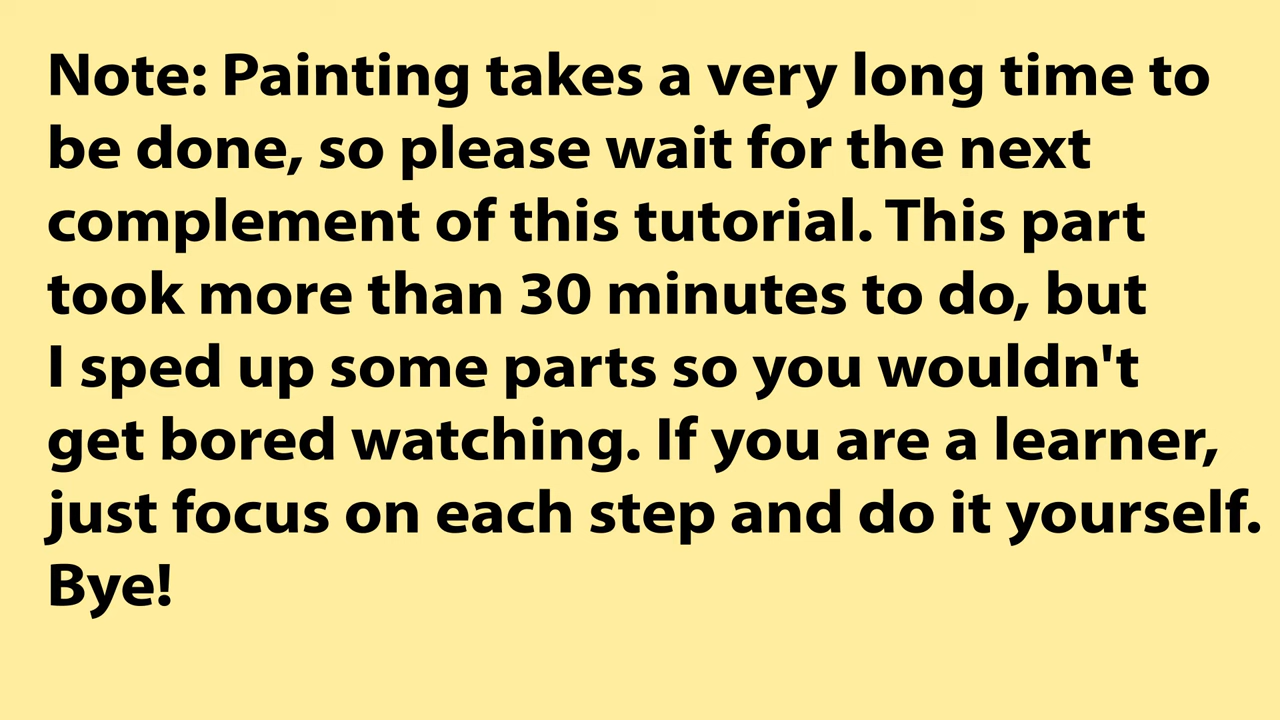 Note: Painting takes a very long time to
be done, so please wait for the next
complement of this tutorial. This part
took more than 30 minutes to do, but
I sped up some parts so you wouldn't
get bored watching. If you are a learner,
just focus on each step and do it yourself.
Bye!